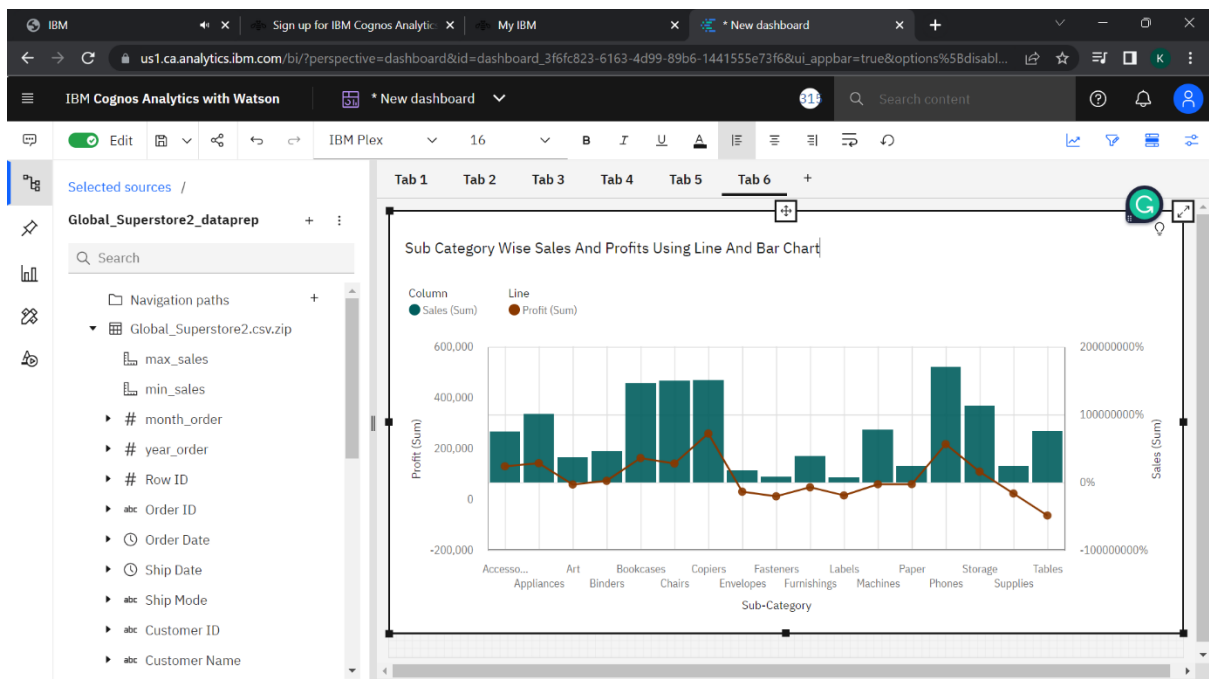 IBM
Sign up for IBM Cognos Analytic
My IBM
* New dashboard
us1.ca.analytics.ibm.com/bi/?perspective=dashboard&id=dashboard_3f6fc823-6163-4d99-89b6-1441555e73f6&ui_appbar=true&options%5Bdisabl...
K
IBM Cognos Analytics with Watson
* New dashboard
315
Search content
Edit
IBM Plex
16
B I U A
Selected sources /
Tab 1 Tab 2 Tab 3 Tab 4 Tab 5 Tab 6 +
Global_Superstore2_dataprep
Search
Navigation paths
Global_Superstore2.csv.zip
max_sales
min_sales
# month_order
# year_order
# Row ID
abc Order ID
Order Date
Ship Date
abc Ship Mode
abc Customer ID
abc Customer Name
Sub Category Wise Sales And Profits Using Line And Bar Chart
Column Line
Sales (Sum) Profit (Sum)
600,000
400,000
200,000
0
-200,000
Profit (Sum)
200000000%
100000000%
0%
-100000000%
Sales (Sum)
Accesso... Art Bookcases Copiers Fasteners Labels Paper Storage Tables
Appliances Binders Chairs Envelopes Furnishings Machines Phones Supplies
Sub-Category